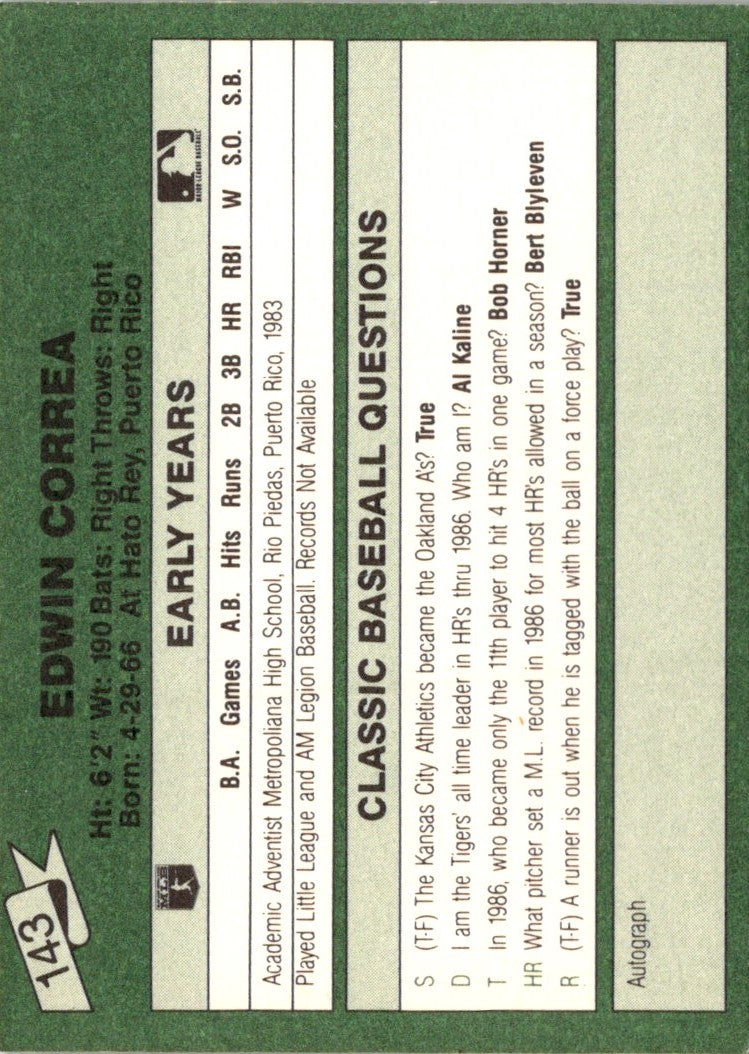 143
EDWIN CORREA
Ht: 6'2" Wt: 190 Bats: Right Throws: Right
Born: 4-29-66 At Hato Rey, Puerto Rico
EARLY YEARS
MAJOR LEAGUE BASEBALL
B.A. Games A.B. Hits Runs 2B 3B HR RBI W S.O. S.B.
Academic Adventist Metropoliana High School, Rio Piedas, Puerto Rico, 1983
Played Little League and AM Legion Baseball. Records Not Available
CLASSIC BASEBALL QUESTIONS
S (T-F) The Kansas City Athletics became the Oakland A's? True
D I am the Tigers' all time leader in HR's thru 1986. Who am I? Al Kaline
T In 1986, who became only the 11th player to hit 4 HR's in one game? Bob Horner
HR What pitcher set a M.L. record in 1986 for most HR's allowed in a season? Bert Blyleven
R (T-F) A runner is out when he is tagged with the ball on a force play? True
Autograph